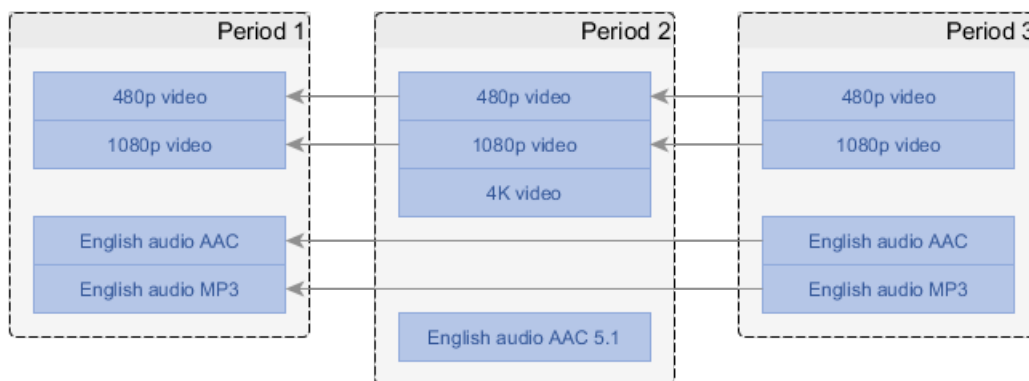 Period 1
480p video
1080p video
English audio AAC
English audio MP3
Period 2
480p video
1080p video
4K video
English audio AAC 5.1
Period 3
480p video
1080p video
English audio AAC
English audio MP3